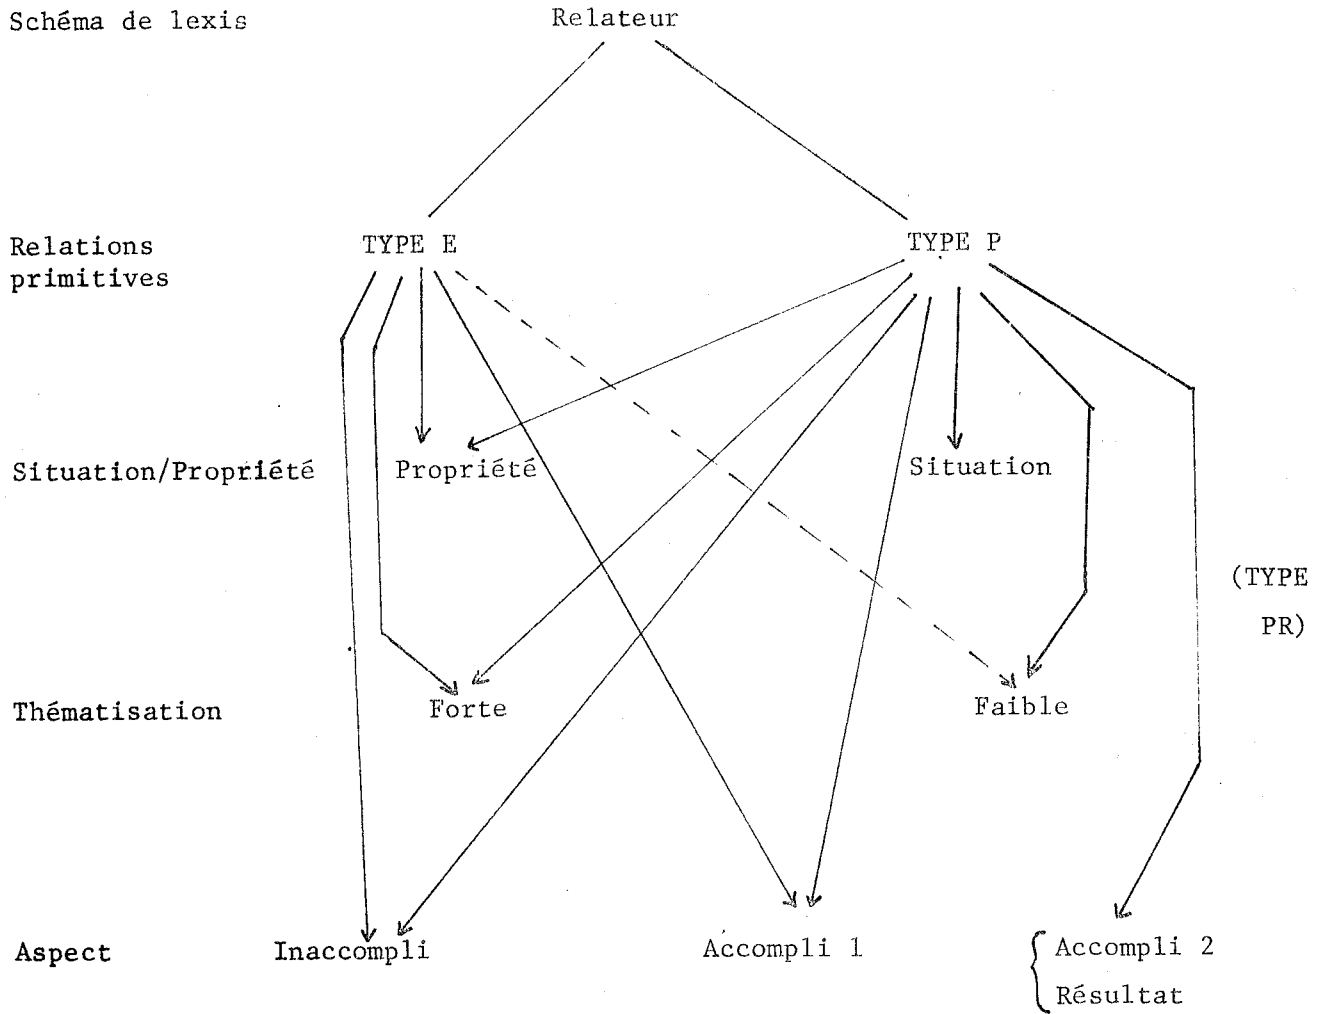 Schéma de lexis
Relateur
Relations
primitives
TYPE E
TYPE P
Situation/Propriété
Propriété
Situation
(TYPE
PR)
Thématisation
Forte
Faible
Aspect
Inaccompli
Accompli 1
Accompli 2
Résultat